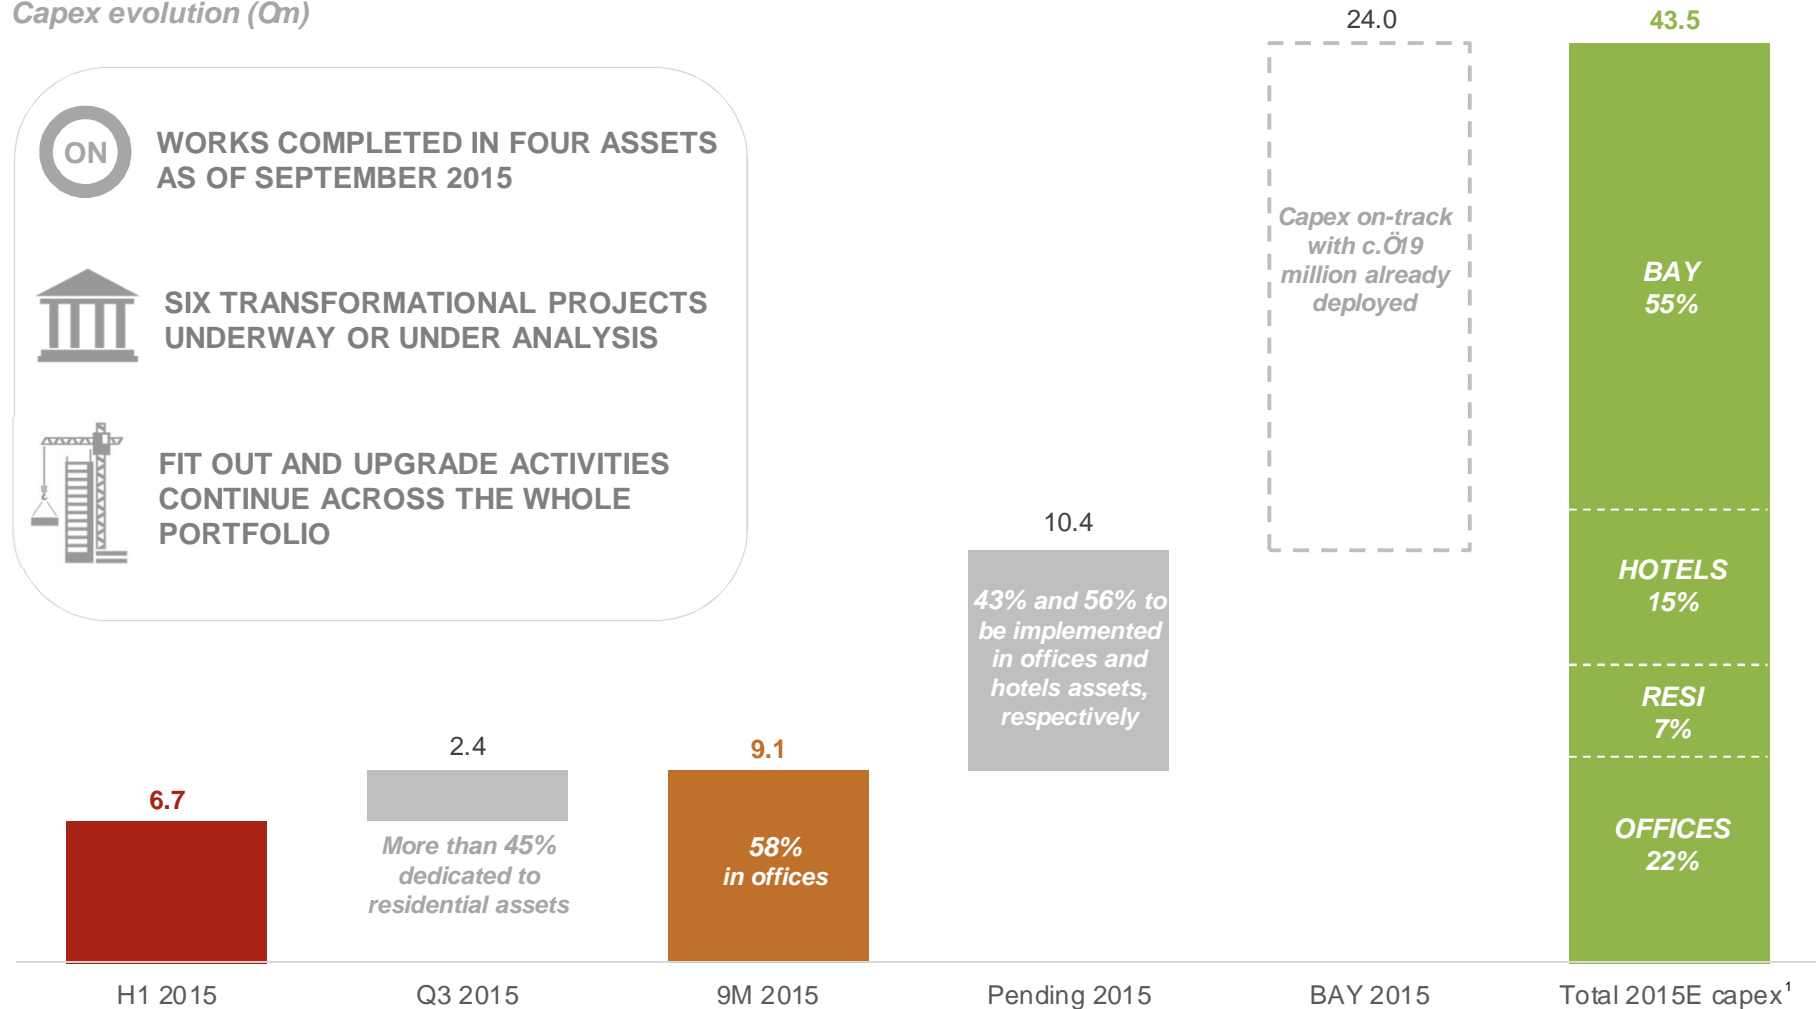 Capex evolution (Ọm)
ON
WORKS COMPLETED IN FOUR ASSETS
AS OF SEPTEMBER 2015
SIX TRANSFORMATIONAL PROJECTS
UNDERWAY OR UNDER ANALYSIS
FIT OUT AND UPGRADE ACTIVITIES
CONTINUE ACROSS THE WHOLE
PORTFOLIO
6.7
2.4
More than 45%
dedicated to
residential assets
9.1
58%
in offices
10.4
43% and 56% to
be implemented
in offices and
hotels assets,
respectively
24.0
Capex on-track
with c.Ö19
million already
deployed
43.5
BAY
55%
HOTELS
15%
RESI
7%
OFFICES
22%
H1 2015
Q3 2015
9M 2015
Pending 2015
BAY 2015
Total 2015E capex¹